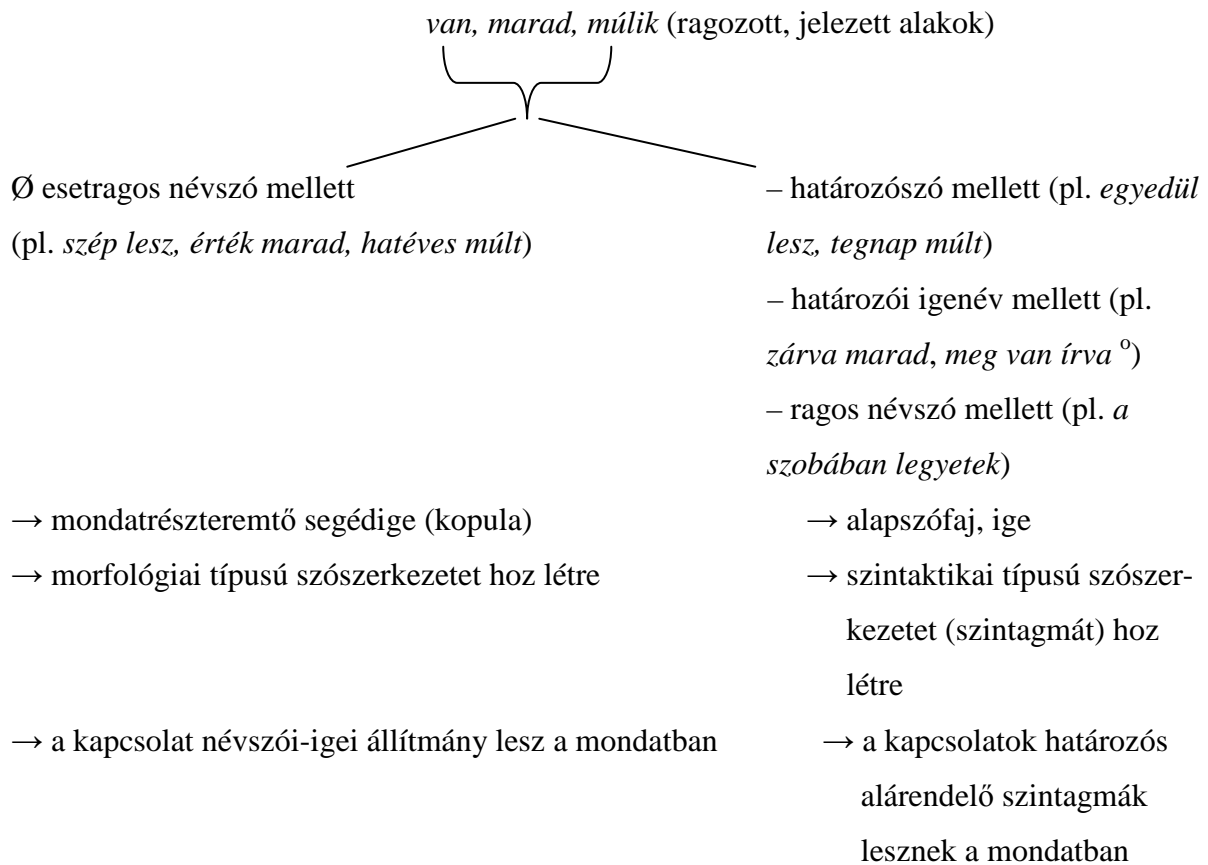 van, marad, múlik (ragozott, jelezett alakok)
Ø esetragos névszó mellett
(pl. szép lesz, érték marad, hatéves múlt)
– határozószó mellett (pl. egyedül
lesz, tegnap múlt)
– határozói igenév mellett (pl.
zárva marad, meg van írva º)
– ragos névszó mellett (pl. a
szobában legyetek)
→ mondatrészteremtő segédige (kopula)
→ alapszófaj, ige
→ morfológiai típusú szószerkezetet hoz létre
→ szintaktikai típusú szószer-
kezetet (szintagmát) hoz
létre
→ a kapcsolat névszói-igei állítmány lesz a mondatban
→ a kapcsolatok határozós
alárendelő szintagmák
lesznek a mondatban